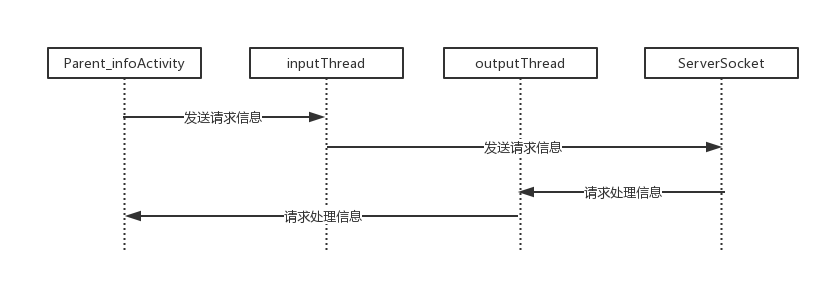 Parent_infoActivity
inputThread
outputThread
ServerSocket
发送请求信息
发送请求信息
请求处理信息
请求处理信息